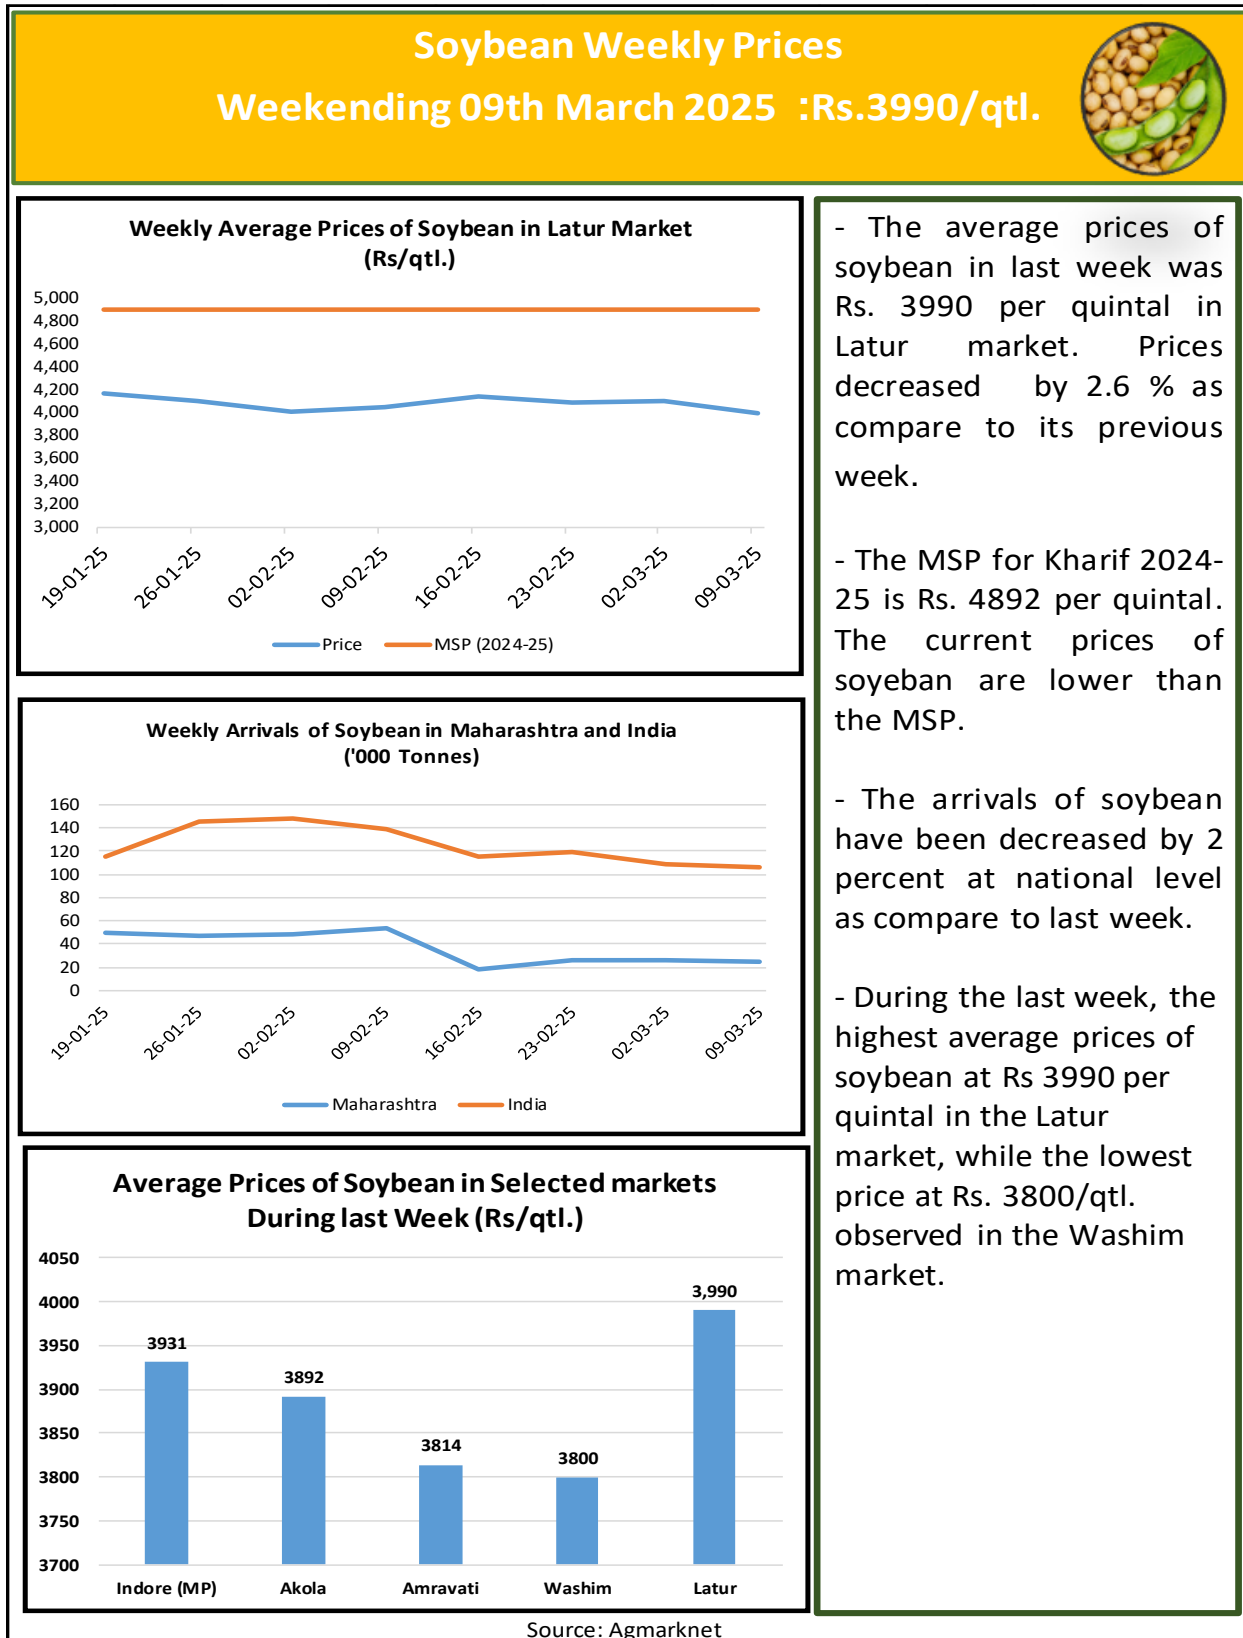 Soybean Weekly Prices
Weekending 09th March 2025 :Rs.3990/qtl.
Weekly Average Prices of Soybean in Latur Market
(Rs/qtl.)
5,000
4,800
4,600
4,400
4,200
4,000
3,800
3,600
3,400
3,200
3,000
19-01-25
26-01-25
02-02-25
09-02-25
16-02-25
23-02-25
02-03-25
09-03-25
Price
MSP (2024-25)
Weekly Arrivals of Soybean in Maharashtra and India
('000 Tonnes)
160
140
120
100
80
60
40
20
0
19-01-25
26-01-25
02-02-25
09-02-25
16-02-25
23-02-25
02-03-25
09-03-25
Maharashtra
India
Average Prices of Soybean in Selected markets
During last Week (Rs/qtl.)
4050
4000
3950
3900
3850
3800
3750
3700
3931
3892
3814
3800
3,990
Indore (MP)
Akola
Amravati
Washim
Latur
- The average prices of
soybean in last week was
Rs. 3990 per quintal in
Latur market. Prices
decreased by 2.6 % as
compare to its previous
week.
- The MSP for Kharif 2024-
25 is Rs. 4892 per quintal.
The current prices of
soyeban are lower than
the MSP.
- The arrivals of soybean
have been decreased by 2
percent at national level
as compare to last week.
- During the last week, the
highest average prices of
soybean at Rs 3990 per
quintal in the Latur
market, while the lowest
price at Rs. 3800/qtl.
observed in the Washim
market.
Source: Agmarknet